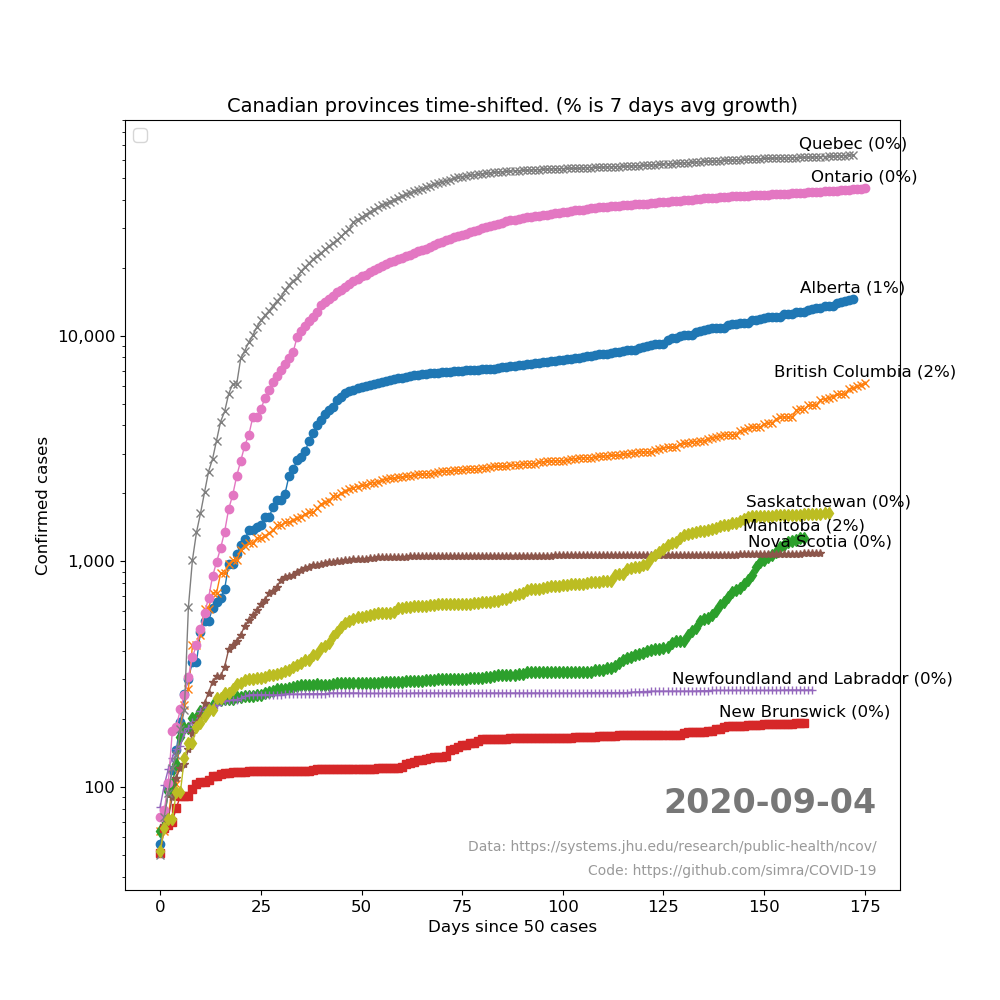 Canadian provinces time-shifted. (% is 7 days avg growth)
Quebec (0%)
Ontario (0%)
Alberta (1%)
British Columbia (2%)
Saskatchewan (0%)
Manitoba (2%)
Nova Scotia (0%)
Newfoundland and Labrador (0%)
New Brunswick (0%)
Confirmed cases
10,000
1,000
100
2020-09-04
Data: https://systems.jhu.edu/research/public-health/ncov/
Code: https://github.com/simra/COVID-19
0 25 50 75 100 125 150 175
Days since 50 cases